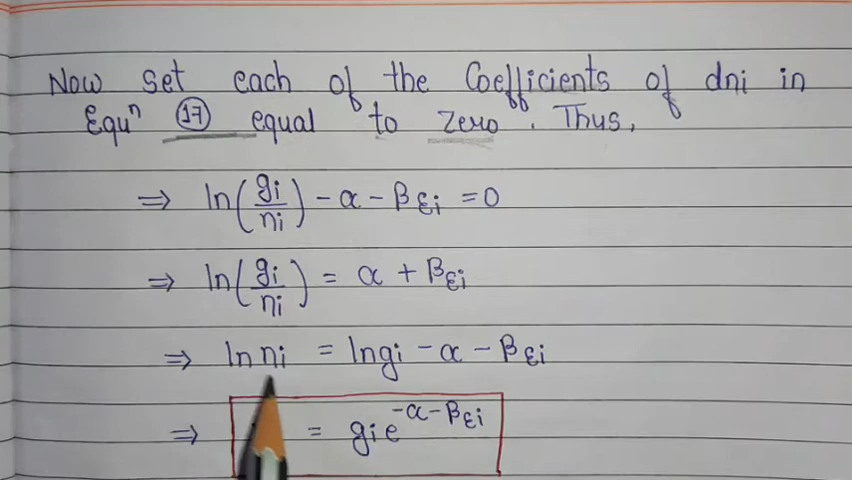 Now set each of the Coefficients of dni in
Equⁿ ⑰ equal to zero. Thus,
⇒ ln(gi/ni) - α - βεi = 0
⇒ ln(gi/ni) = α + βεi
⇒ ln ni = ln gi - α - βεi
⇒ = gi e^(-α-βεi)